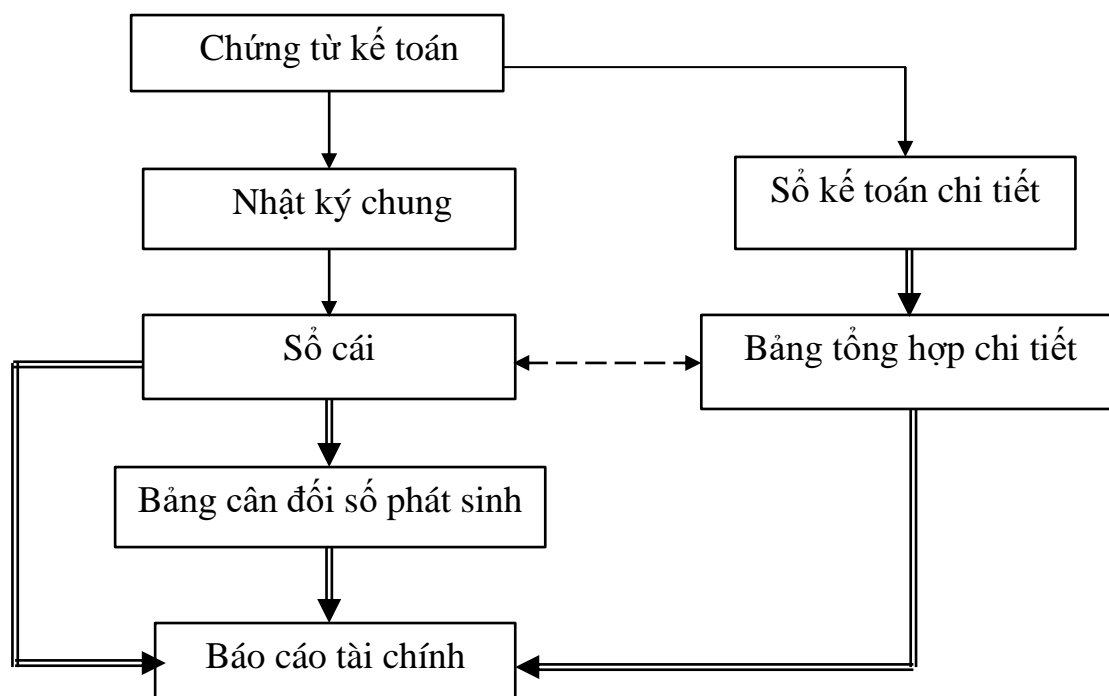 Chứng từ kế toán
Nhật ký chung
Sổ kế toán chi tiết
Sổ cái
Bảng tổng hợp chi tiết
Bảng cân đối số phát sinh
Báo cáo tài chính